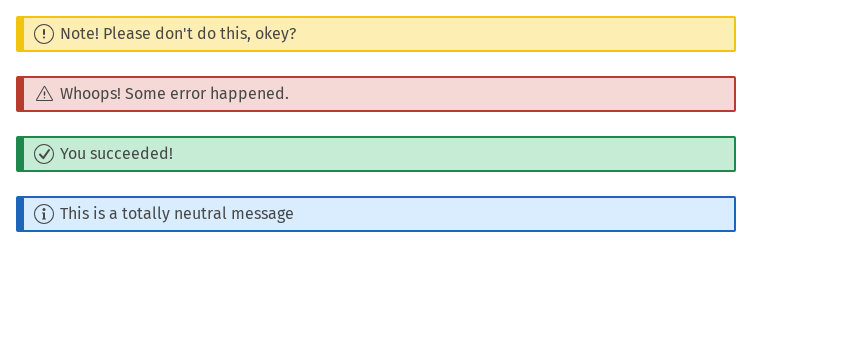 Note! Please don't do this, okey?
Whoops! Some error happened.
You succeeded!
This is a totally neutral message